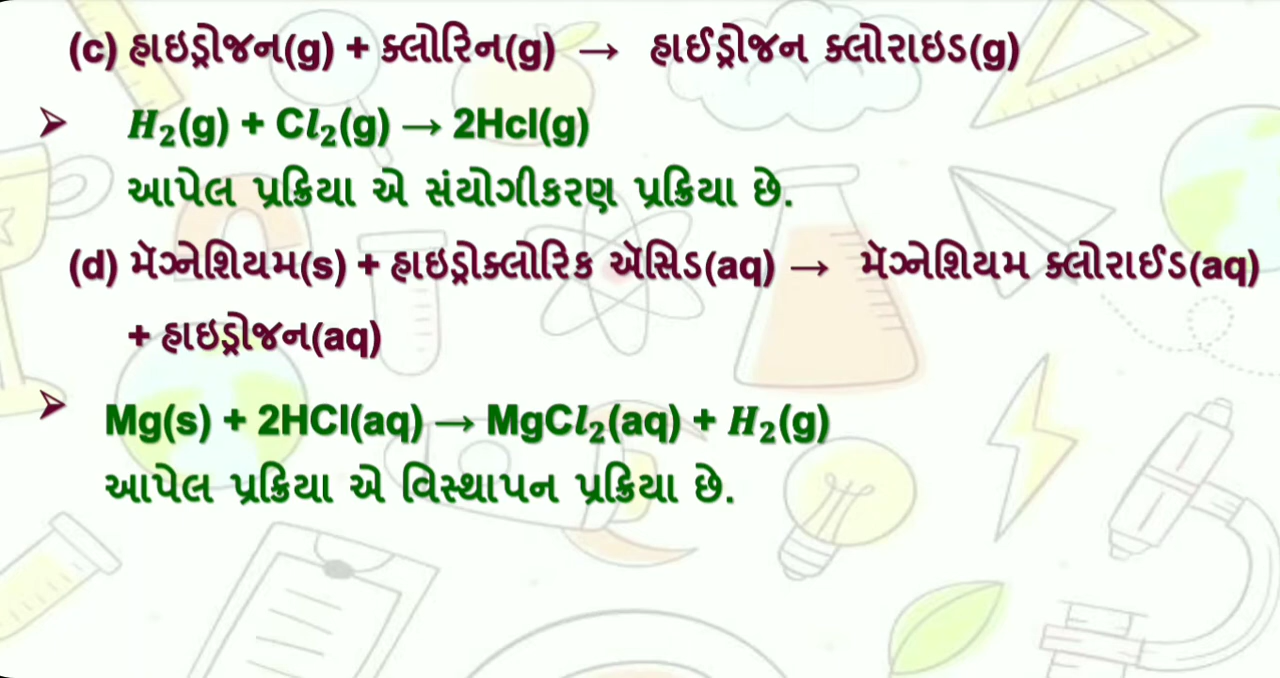 (c) હાઇડ્રોજન(g) + ક્લોરિન(g) → હાઈડ્રોજન ક્લોરાઇડ(g)
➢ H₂(g) + Cl₂(g) → 2Hcl(g)
આપેલ પ્રક્રિયા એ સંયોગીકરણ પ્રક્રિયા છે.
(d) મૅગ્નેશિયમ(s) + હાઇડ્રોક્લોરિક ઍસિડ(aq) → મૅગ્નેશિયમ ક્લોરાઈડ(aq)
+ હાઇડ્રોજન(aq)
➢ Mg(s) + 2HCl(aq) → MgCl₂(aq) + H₂(g)
આપેલ પ્રક્રિયા એ વિસ્થાપન પ્રક્રિયા છે.